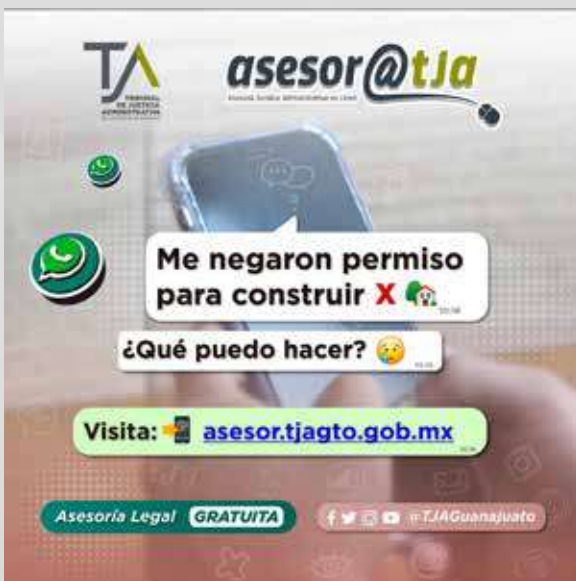 TJA
TRIBUNAL
DE JUSTICIA
ADMINISTRATIVA
asesor@tja
Me negaron permiso
para construir X
¿Qué puedo hacer?
Visita: asesor.tjagto.gob.mx
Asesoría Legal GRATUITA
@TJAGuanajuato